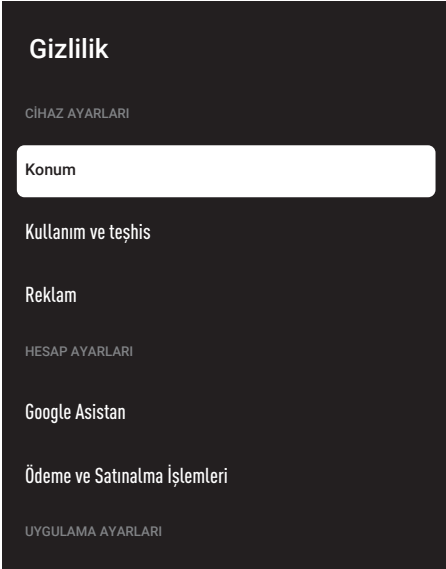 Gizlilik
CİHAZ AYARLARI
Konum
Kullanım ve teşhis
Reklam
HESAP AYARLARI
Google Asistan
Ödeme ve Satınalma İşlemleri
UYGULAMA AYARLARI